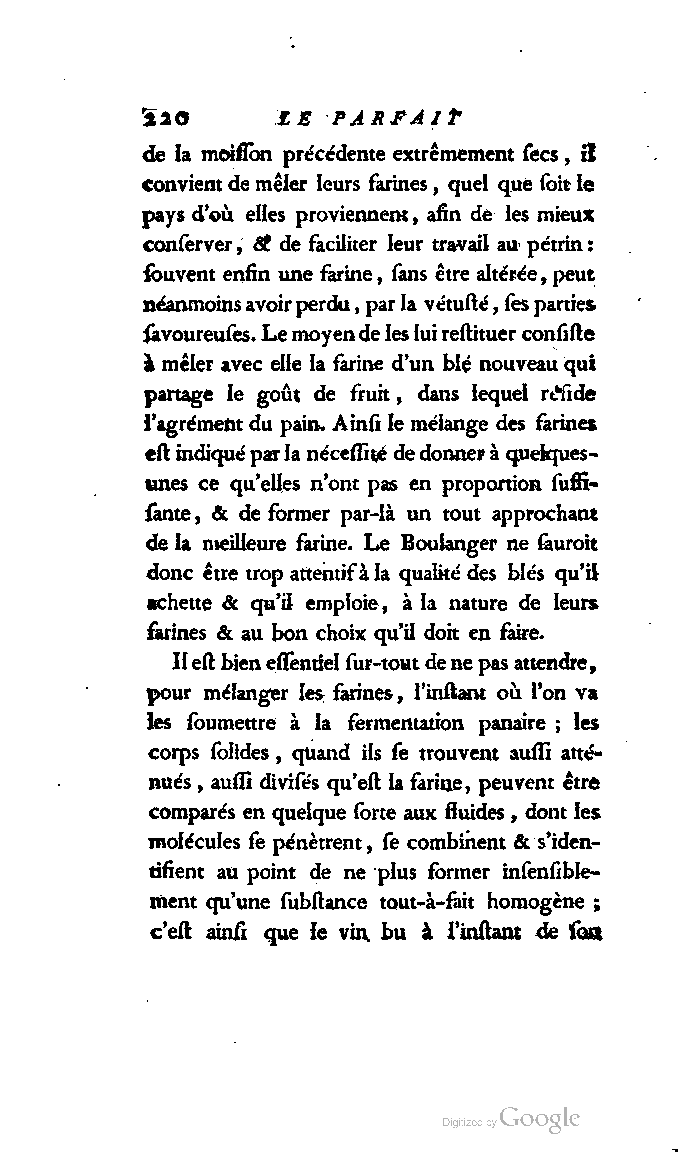 220 LE PARFAIT
de la moiſſon précédente extrêmement ſecs, il
convient de mêler leurs farines, quel que ſoit le
pays d'où elles proviennent, afin de les mieux
conſerver, & de faciliter leur travail au pétrin :
ſouvent enfin une farine, ſans être altérée, peut
néanmoins avoir perdu, par la vétuſté, ſes parties
ſavoureuſes. Le moyen de les lui reſtituer conſiſte
à mêler avec elle la farine d'un blé nouveau qui
partage le goût de fruit, dans lequel réſide
l'agrément du pain. Ainſi le mélange des farines
eſt indiqué par la néceſſité de donner à quelques-
unes ce qu'elles n'ont pas en proportion ſuffi-
ſante, & de former par-là un tout approchant
de la meilleure farine. Le Boulanger ne ſauroit
donc être trop attentif à la qualité des blés qu'il
achette & qu'il emploie, à la nature de leurs
farines & au bon choix qu'il doit en faire.
Il eſt bien eſſentiel ſur-tout de ne pas attendre,
pour mélanger les farines, l'inſtant où l'on va
les ſoumettre à la fermentation panaire ; les
corps ſolides, quand ils ſe trouvent auſſi atté-
nués, auſſi diviſés qu'eſt la farine, peuvent être
comparés en quelque ſorte aux fluides, dont les
molécules ſe pénètrent, ſe combinent & s'iden-
tifient au point de ne plus former inſenſible-
ment qu'une ſubſtance tout-à-fait homogène ;
c'eſt ainſi que le vin bu à l'inſtant de ſon
Digitized by Google